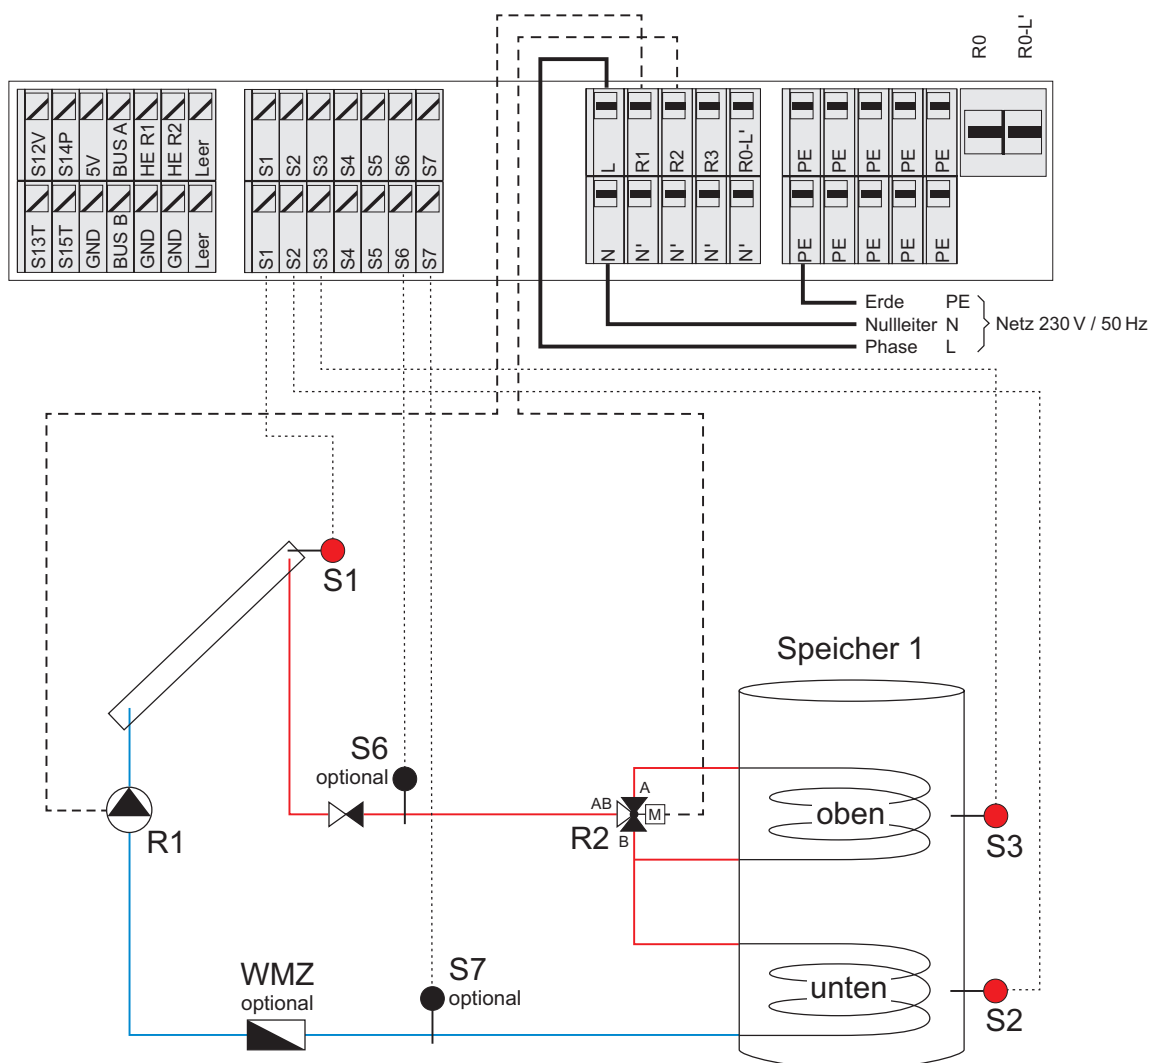 R0 R0-L'
S12V S14P 5V BUS A HE R1 HE R2 Leer
S1 S2 S3 S4 S5 S6 S7
L R1 R2 R3 R0-L'
PE PE PE PE PE
S13T S15T GND BUS B GND GND Leer
S1 S2 S3 S4 S5 S6 S7
N N' N' N' N'
PE PE PE PE PE
Erde PE
Nullleiter N
Phase L
Netz 230 V / 50 Hz
S1
Speicher 1
S6
optional
A
AB
M
B
R2
R1
oben
S3
WMZ
optional
S7
optional
unten
S2